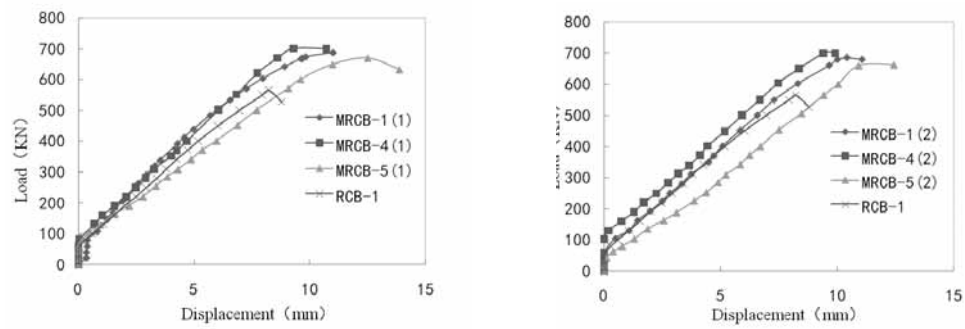 800
700
600
500
400
300
200
100
0
Load (KN)
0 5 10 15
Displacement (mm)
MRCB-1(1)
MRCB-4(1)
MRCB-5(1)
RCB-1
800
700
600
500
400
300
200
100
0
0 5 10 15
Displacement (mm)
MRCB-1(2)
MRCB-4(2)
MRCB-5(2)
RCB-1